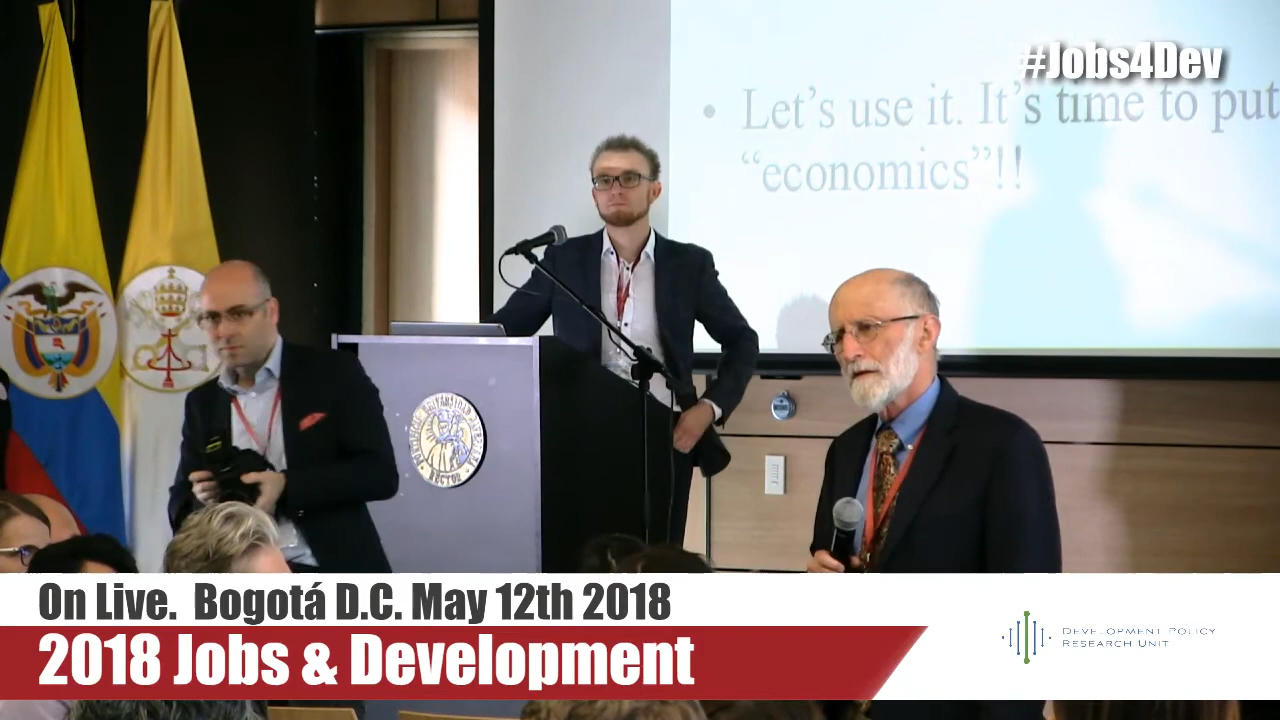 #Jobs4Dev
• Let's use it. It's time to put
“economics”!!
RECTOR
On Live. Bogotá D.C. May 12th 2018
2018 Jobs & Development
DEVELOPMENT POLICY
RESEARCH UNIT